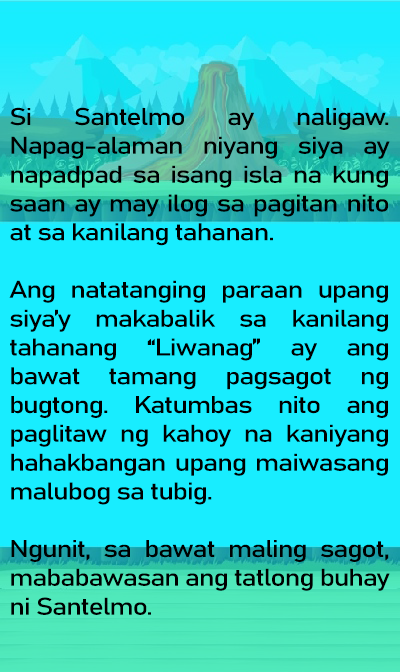 Si Santelmo ay naligaw.
Napag-alaman niyang siya ay
napadpad sa isang isla na kung
saan ay may ilog sa pagitan nito
at sa kanilang tahanan.
Ang natatanging paraan upang
siya'y makabalik sa kanilang
tahanang “Liwanag” ay ang
bawat tamang pagsagot ng
bugtong. Katumbas nito ang
paglitaw ng kahoy na kaniyang
hahakbangan upang maiwasang
malubog sa tubig.
Ngunit, sa bawat maling sagot,
mababawasan ang tatlong buhay
ni Santelmo.